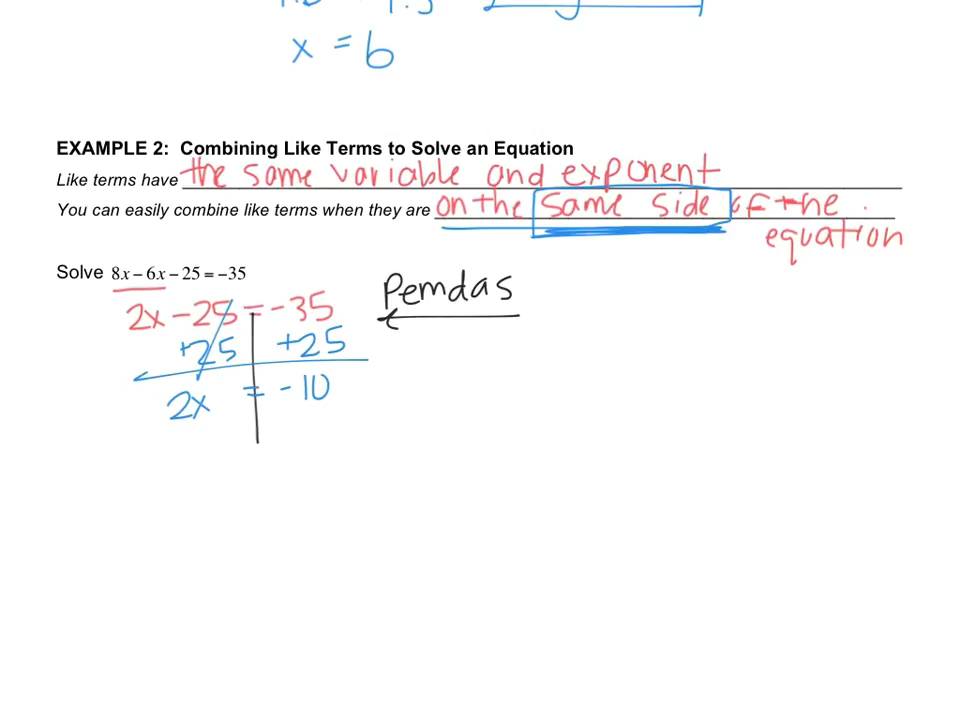 x = 6
EXAMPLE 2: Combining Like Terms to Solve an Equation
Like terms have the same variable and exponent
You can easily combine like terms when they are on the same side of the
equation
Solve 8x – 6x – 25 = –35
Pemdas
2x - 25 = - 35
+25 +25
2x = - 10